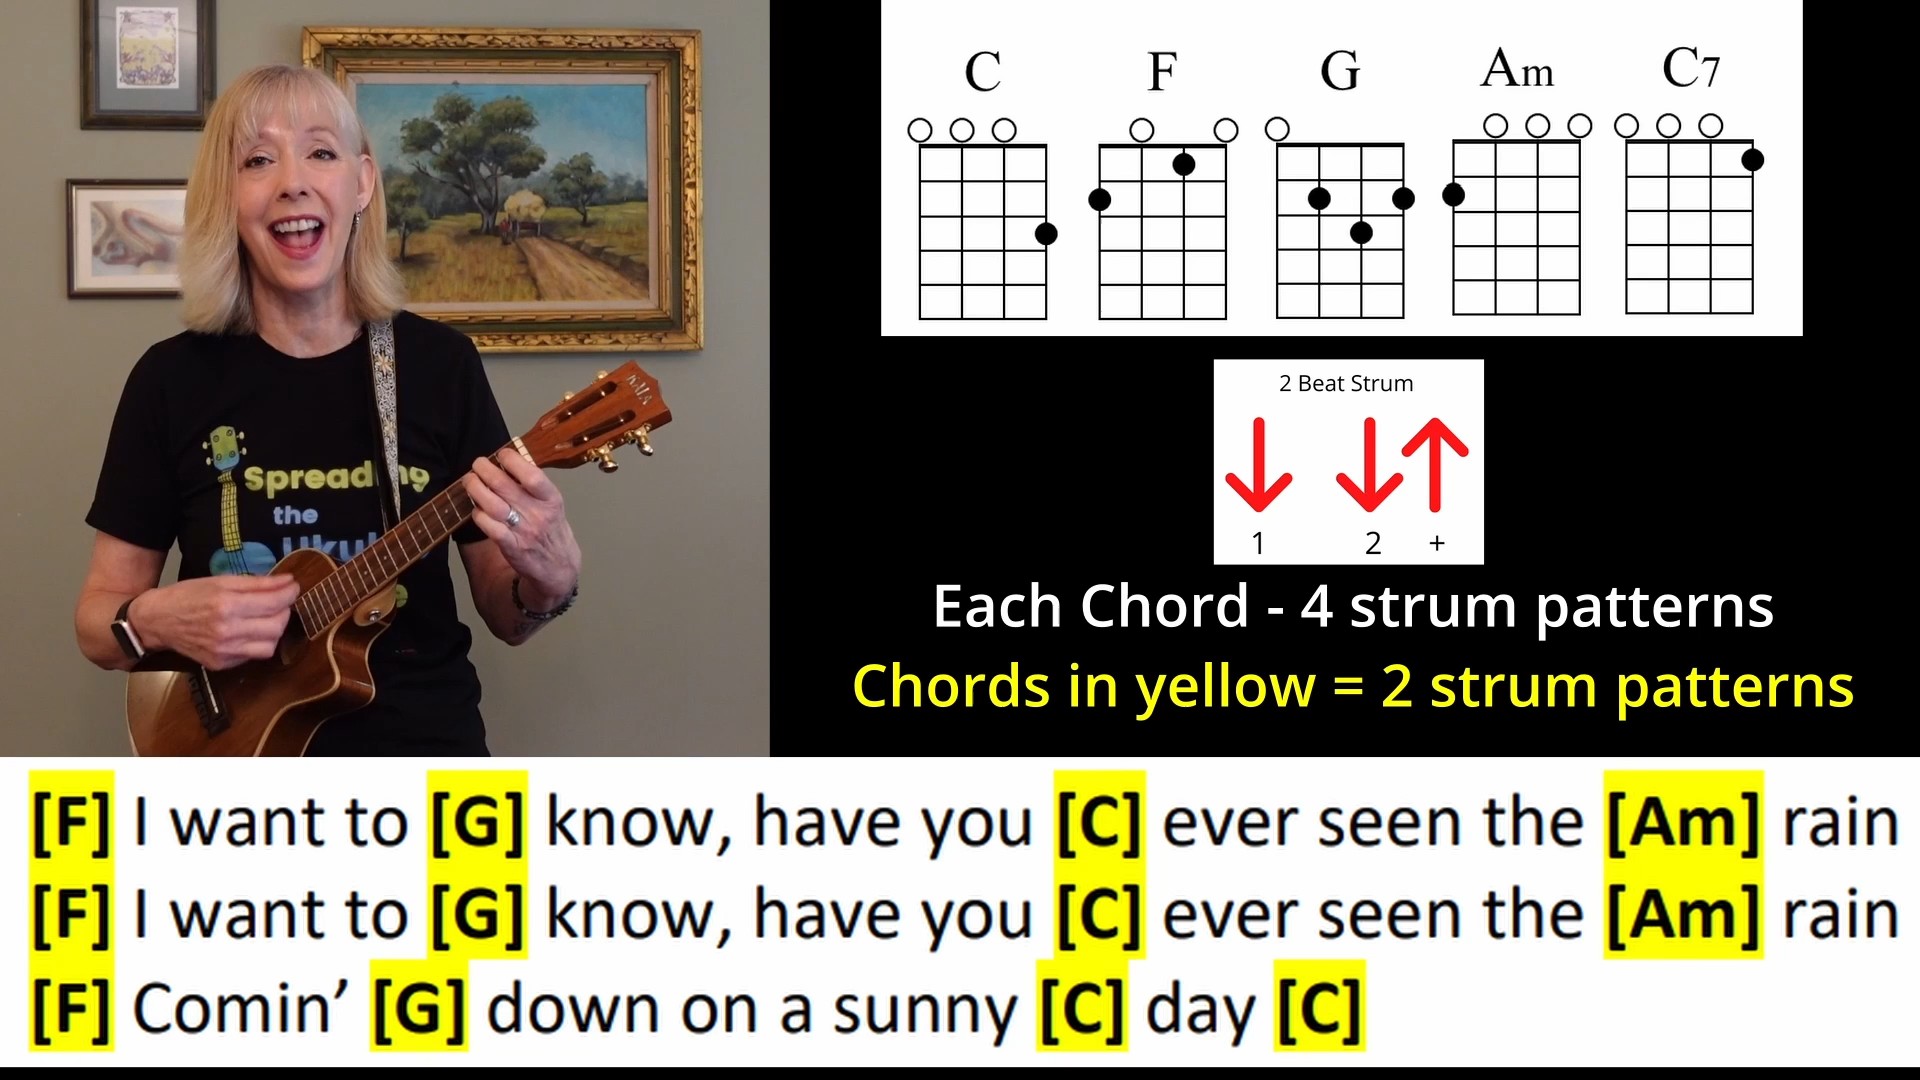 C F G Am C7
2 Beat Strum
1 2 +
Each Chord - 4 strum patterns
Chords in yellow = 2 strum patterns
KALA
Spreading
the
[F] I want to [G] know, have you [C] ever seen the [Am] rain
[F] I want to [G] know, have you [C] ever seen the [Am] rain
[F] Comin’ [G] down on a sunny [C] day [C]